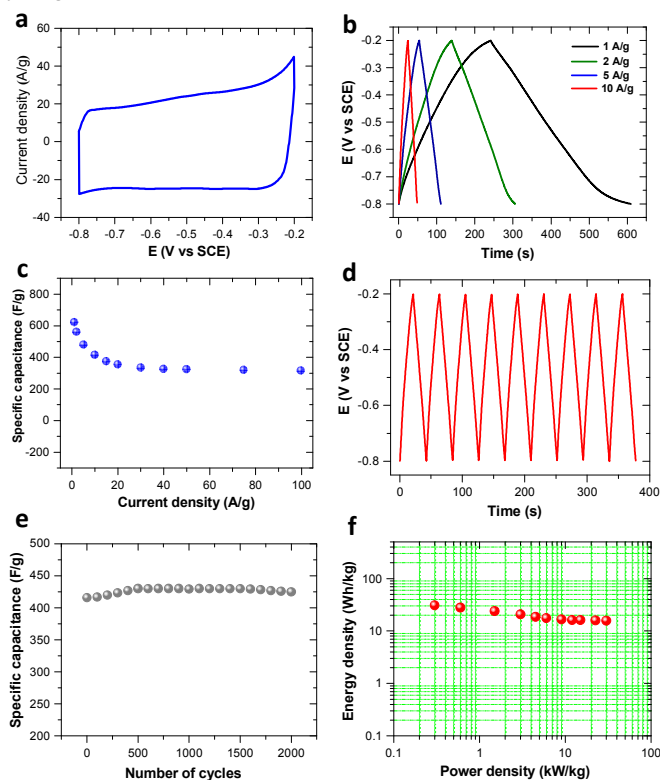 a
Current density (A/g)
60
40
20
0
-20
-40
-0.8 -0.7 -0.6 -0.5 -0.4 -0.3 -0.2
E (V vs SCE)
b
E (V vs SCE)
-0.2
-0.3
-0.4
-0.5
-0.6
-0.7
-0.8
1 A/g
2 A/g
5 A/g
10 A/g
0 100 200 300 400 500 600
Time (s)
c
Specific capacitance (F/g)
800
600
400
200
0
-200
0 20 40 60 80 100
Current density (A/g)
d
E (V vs SCE)
-0.2
-0.4
-0.6
-0.8
0 50 100 150 200 250 300 350 400
Time (s)
e
Specific capacitance (F/g)
500
450
400
350
300
250
200
0 500 1000 1500 2000
Number of cycles
f
Energy density (Wh/kg)
100
10
1
0.1
0.1 1 10 100
Power density (kW/kg)